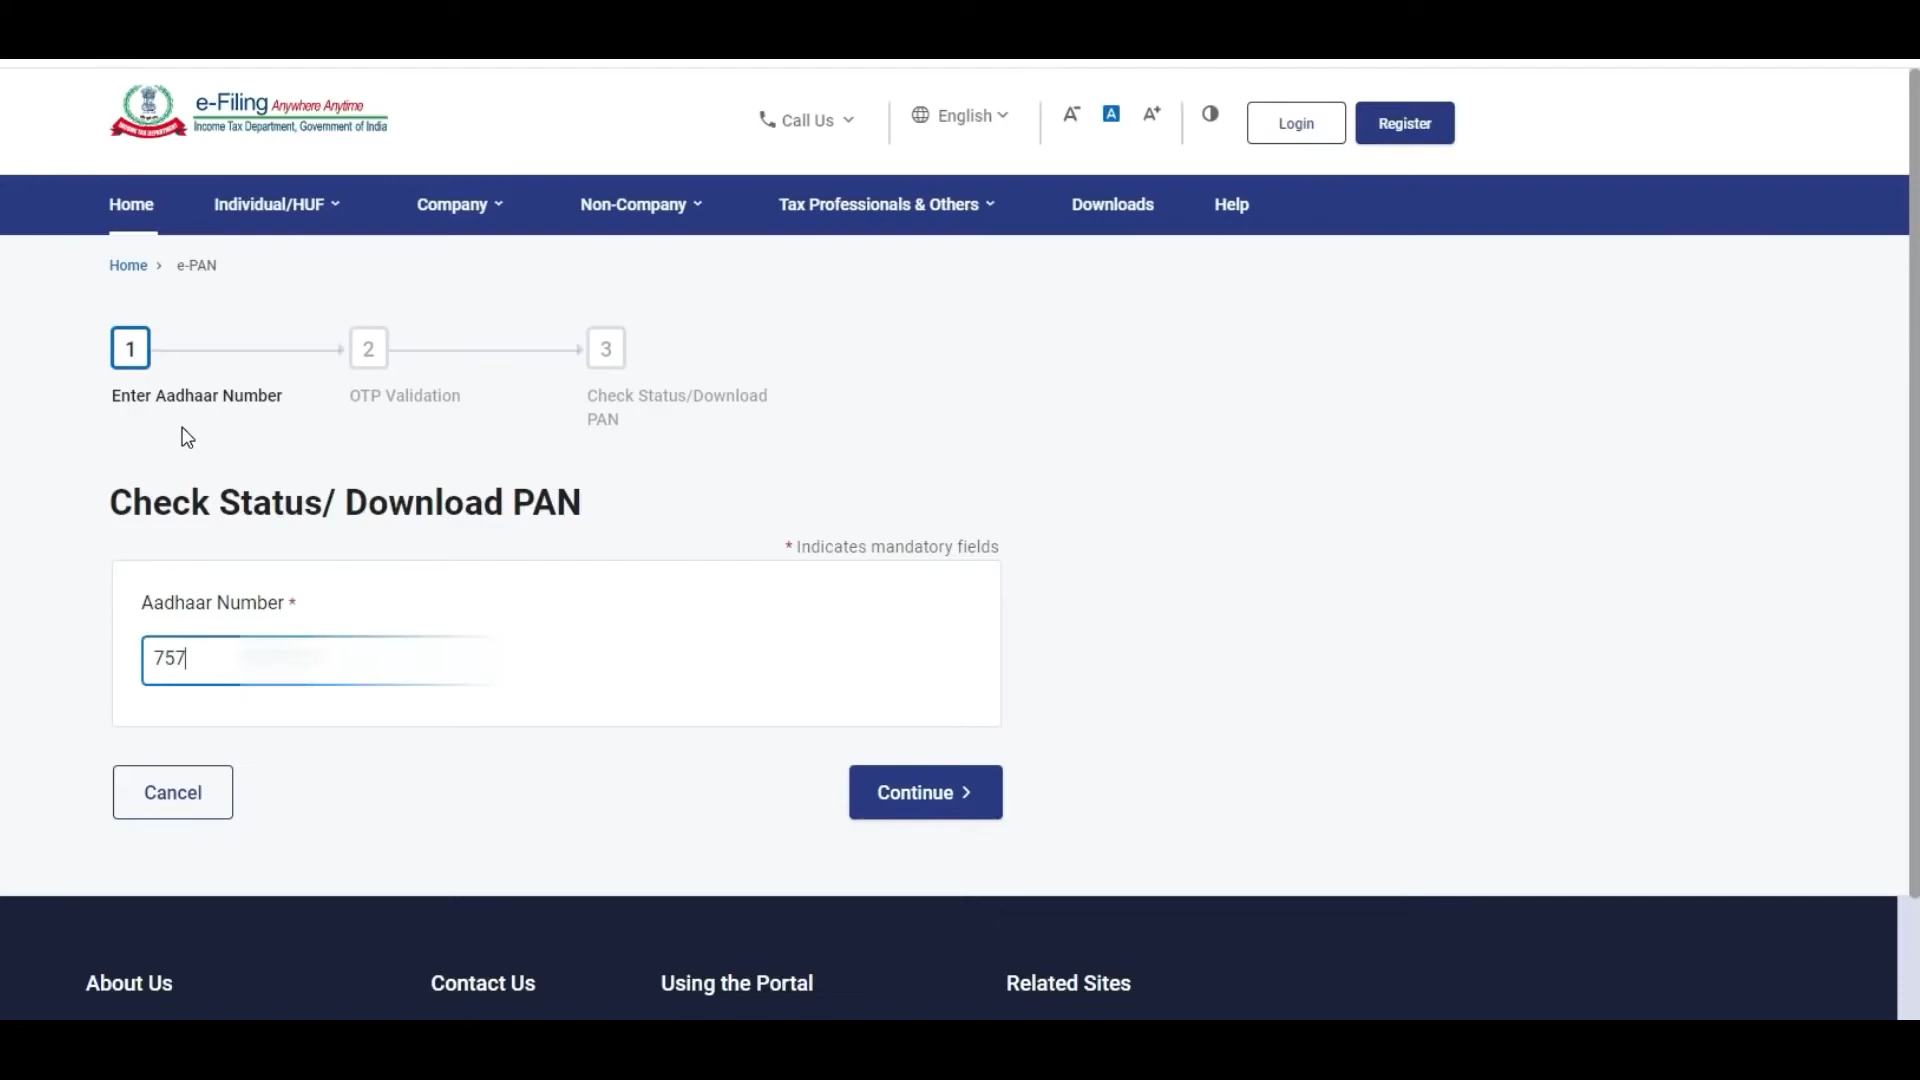 e-Filing Anywhere Anytime
Income Tax Department, Government of India
INCOME TAX DEPARTMENT
Call Us
English
A-
A
A+
Login
Register
Home
Individual/HUF
Company
Non-Company
Tax Professionals & Others
Downloads
Help
Home > e-PAN
1
2
3
Enter Aadhaar Number
OTP Validation
Check Status/Download
PAN
Check Status/ Download PAN
* Indicates mandatory fields
Aadhaar Number *
757
Cancel
Continue >
About Us
Contact Us
Using the Portal
Related Sites